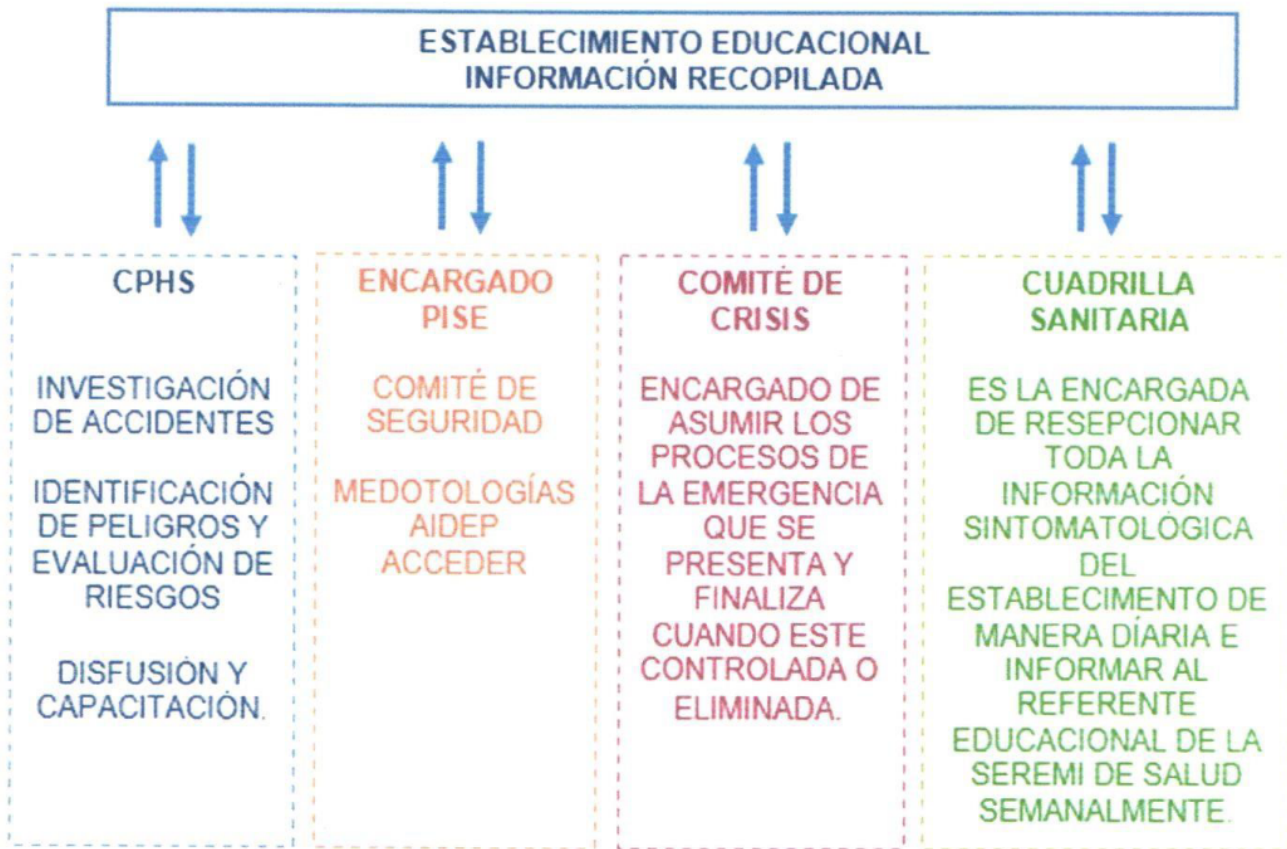 ESTABLECIMIENTO EDUCACIONAL
INFORMACIÓN RECOPILADA
CPHS
INVESTIGACIÓN
DE ACCIDENTES
IDENTIFICACIÓN
DE PELIGROS Y
EVALUACIÓN DE
RIESGOS
DISFUSIÓN Y
CAPACITACIÓN.
ENCARGADO
PISE
COMITÉ DE
SEGURIDAD
MEDOTOLOGÍAS
AIDEP
ACCEDER
COMITÉ DE
CRISIS
ENCARGADO DE
ASUMIR LOS
PROCESOS DE
LA EMERGENCIA
QUE SE
PRESENTA Y
FINALIZA
CUANDO ESTE
CONTROLADA O
ELIMINADA.
CUADRILLA
SANITARIA
ES LA ENCARGADA
DE RESEPCIONAR
TODA LA
INFORMACIÓN
SINTOMATOLÓGICA
DEL
ESTABLECIMENTO DE
MANERA DÍARIA E
INFORMAR AL
REFERENTE
EDUCACIONAL DE LA
SEREMI DE SALUD
SEMANALMENTE.